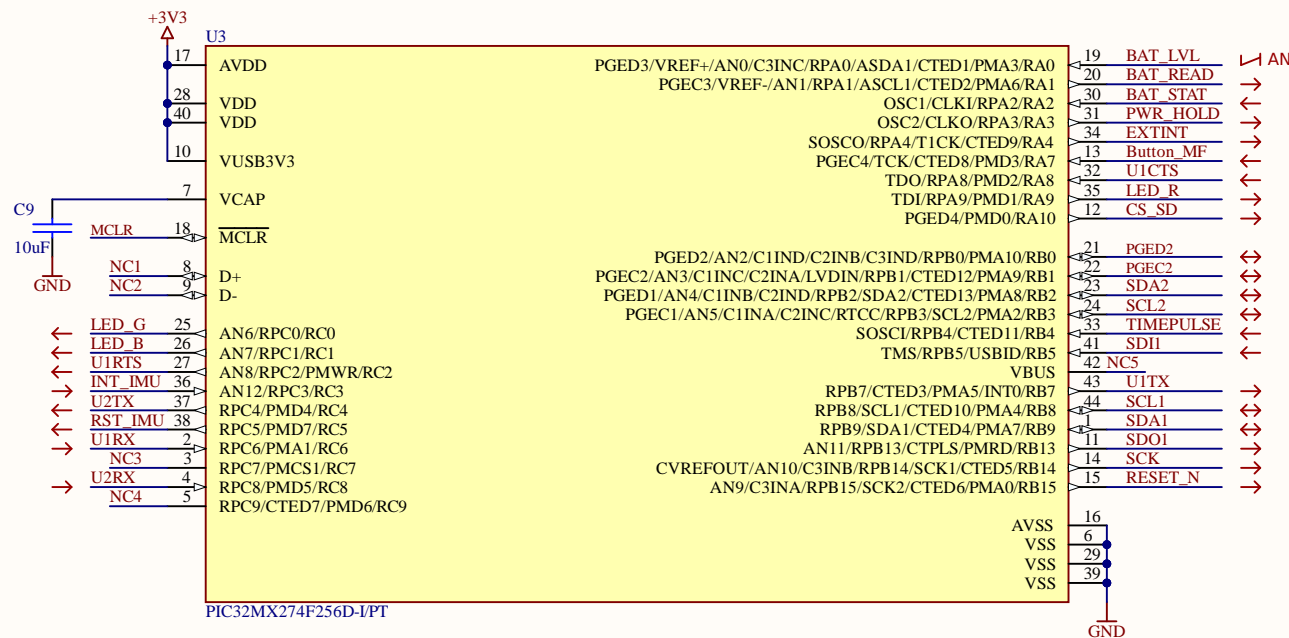 +3V3
U3
17 AVDD PGED3/VREF+/AN0/C3INC/RPA0/ASDA1/CTED1/PMA3/RA0 19 BAT_LVL AN
PGEC3/VREF-/AN1/RPA1/ASCL1/CTED2/PMA6/RA1 20 BAT_READ
28 VDD OSC1/CLKI/RPA2/RA2 30 BAT_STAT
40 VDD OSC2/CLKO/RPA3/RA3 31 PWR_HOLD
SOSCO/RPA4/T1CK/CTED9/RA4 34 EXTINT
10 VUSB3V3 PGEC4/TCK/CTED8/PMD3/RA7 13 Button_MF
TDO/RPA8/PMD2/RA8 32 U1CTS
7 VCAP TDI/RPA9/PMD1/RA9 35 LED_R
C9 PGED4/PMD0/RA10 12 CS_SD
MCLR 18 MCLR
10uF PGED2/AN2/C1IND/C2INB/C3IND/RPB0/PMA10/RB0 21 PGED2
NC1 8 D+ PGEC2/AN3/C1INC/C2INA/LVDIN/RPB1/CTED12/PMA9/RB1 22 PGEC2
GND
NC2 9 D- PGED1/AN4/C1INB/C2IND/RPB2/SDA2/CTED13/PMA8/RB2 23 SDA2
PGEC1/AN5/C1INA/C2INC/RTCC/RPB3/SCL2/PMA2/RB3 24 SCL2
LED_G 25 AN6/RPC0/RC0 SOSCI/RPB4/CTED11/RB4 33 TIMEPULSE
LED_B 26 AN7/RPC1/RC1 TMS/RPB5/USBID/RB5 41 SDI1
U1RTS 27 AN8/RPC2/PMWR/RC2 VBUS 42 NC5
INT_IMU 36 AN12/RPC3/RC3 RPB7/CTED3/PMA5/INT0/RB7 43 U1TX
U2TX 37 RPC4/PMD4/RC4 RPB8/SCL1/CTED10/PMA4/RB8 44 SCL1
RST_IMU 38 RPC5/PMD7/RC5 RPB9/SDA1/CTED4/PMA7/RB9 1 SDA1
U1RX 2 RPC6/PMA1/RC6 AN11/RPB13/CTPLS/PMRD/RB13 11 SDO1
NC3 3 RPC7/PMCS1/RC7 CVREFOUT/AN10/C3INB/RPB14/SCK1/CTED5/RB14 14 SCK
U2RX 4 RPC8/PMD5/RC8 AN9/C3INA/RPB15/SCK2/CTED6/PMA0/RB15 15 RESET_N
NC4 5 RPC9/CTED7/PMD6/RC9
AVSS 16
VSS 6
VSS 29
VSS 39
PIC32MX274F256D-I/PT
GND